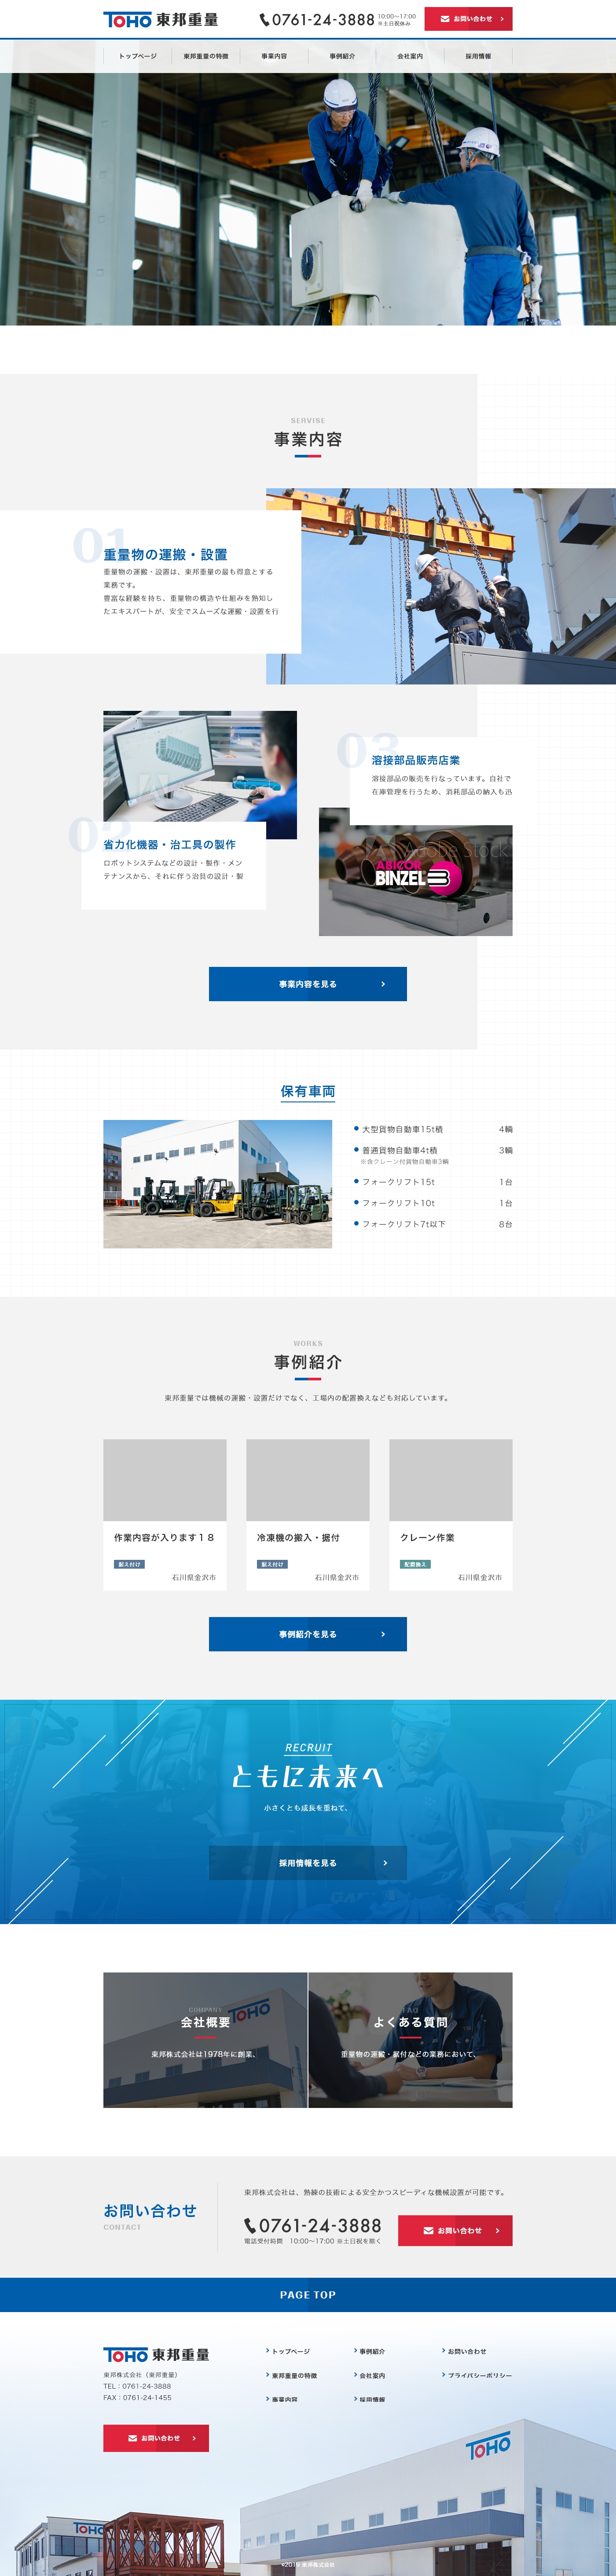 TOHO 東邦重量
0761-24-3888
10:00〜17:00
※土日祝休み
お問い合わせ
トップページ
東邦重量の特徴
事業内容
事例紹介
会社案内
採用情報
SERVISE
事業内容
01
重量物の運搬・設置
重量物の運搬・設置は、東邦重量の最も得意とする
業務です。
豊富な経験を持ち、重量物の構造や仕組みを熟知し
たエキスパートが、安全でスムーズな運搬・設置を行
02
省力化機器・治工具の製作
ロボットシステムなどの設計・製作・メン
テナンスから、それに伴う治具の設計・製
03
溶接部品販売店業
溶接部品の販売を行なっています。自社で
在庫管理を行うため、消耗部品の納入も迅
Adobe Stock
ABICOR
BINZEL
事業内容を見る
保有車両
大型貨物自動車15t積 4輌
普通貨物自動車4t積 3輌
※含クレーン付貨物自動車3輌
フォークリフト15t 1台
フォークリフト10t 1台
フォークリフト7t以下 8台
WORKS
事例紹介
東邦重量では機械の運搬・設置だけでなく、工場内の配置換えなども対応しています。
作業内容が入ります１８
据え付け
石川県金沢市
冷凍機の搬入・据付
据え付け
石川県金沢市
クレーン作業
配置換え
石川県金沢市
事例紹介を見る
RECRUIT
ともに未来へ
小さくとも成長を重ねて、
採用情報を見る
COMPANY
会社概要
東邦株式会社は1978年に創業、
TOHO
FAQ
よくある質問
重量物の運搬・据付などの業務において、
お問い合わせ
CONTACT
東邦株式会社は、熟練の技術による安全かつスピーディな機械設置が可能です。
0761-24-3888
電話受付時間 10:00〜17:00 ※土日祝を除く
お問い合わせ
PAGE TOP
TOHO 東邦重量
東邦株式会社（東邦重量）
TEL：0761-24-3888
FAX：0761-24-1455
お問い合わせ
トップページ
東邦重量の特徴
事業内容
事例紹介
会社案内
採用情報
お問い合わせ
プライバシーポリシー
TOHO
TOHO
©2019 東邦株式会社